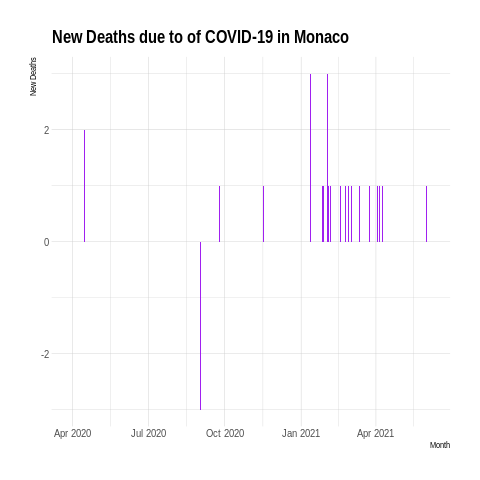 New Deaths due to of COVID-19 in Monaco
New Deaths
2
0
-2
Apr 2020 Jul 2020 Oct 2020 Jan 2021 Apr 2021
Month